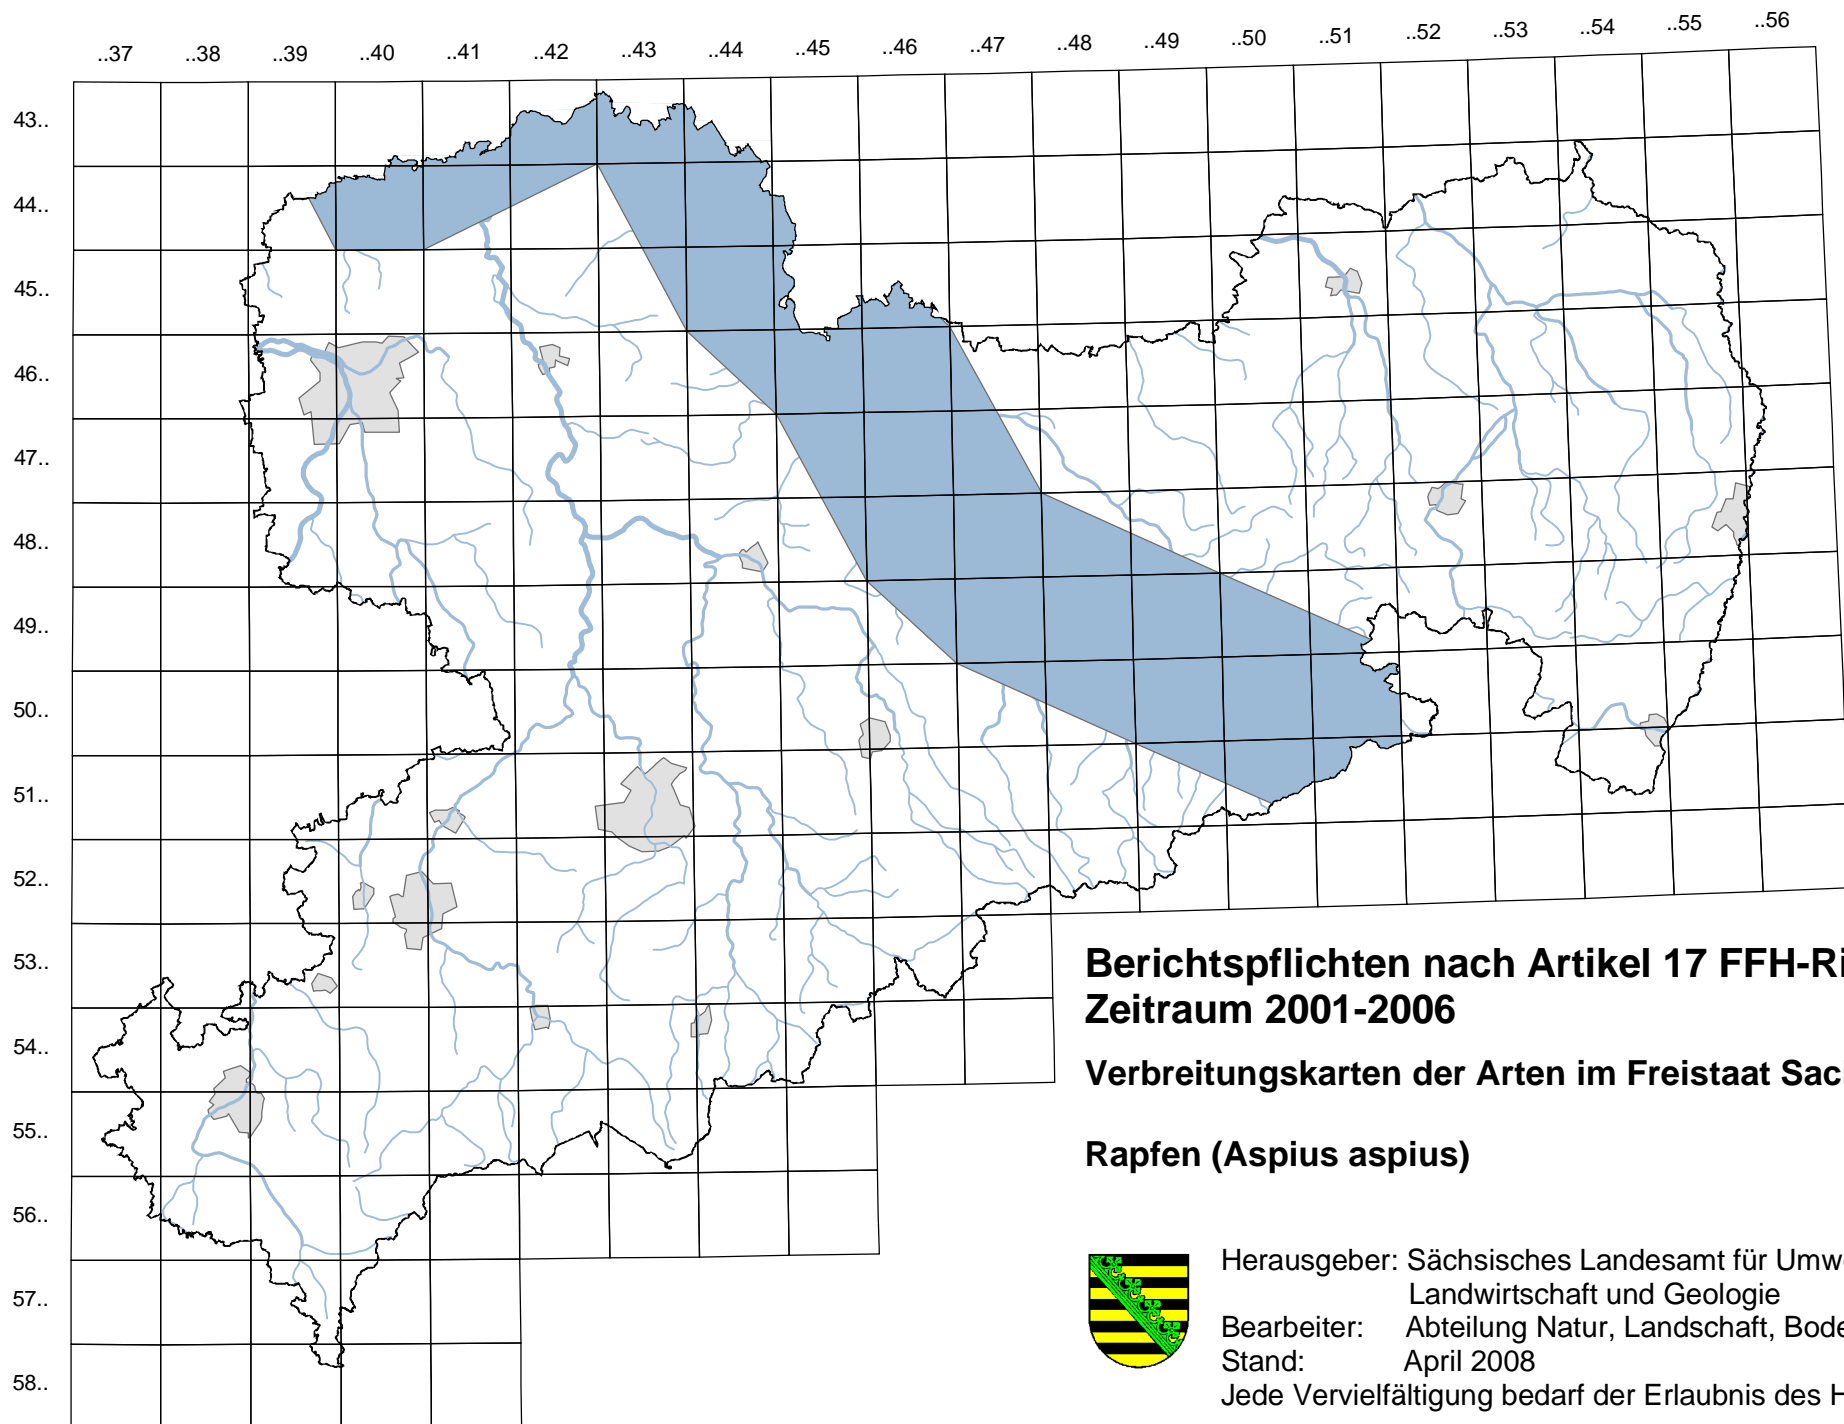 ..37 ..38 ..39 ..40 ..41 ..42 ..43 ..44 ..45 ..46 ..47 ..48 ..49 ..50 ..51 ..52 ..53 ..54 ..55 ..56
43..
44..
45..
46..
47..
48..
49..
50..
51..
52..
53..
54..
55..
56..
57..
58..
Berichtspflichten nach Artikel 17 FFH-Ri
Zeitraum 2001-2006
Verbreitungskarten der Arten im Freistaat Sac
Rapfen (Aspius aspius)
Herausgeber: Sächsisches Landesamt für Umwe
Landwirtschaft und Geologie
Bearbeiter: Abteilung Natur, Landschaft, Bode
Stand: April 2008
Jede Vervielfältigung bedarf der Erlaubnis des H